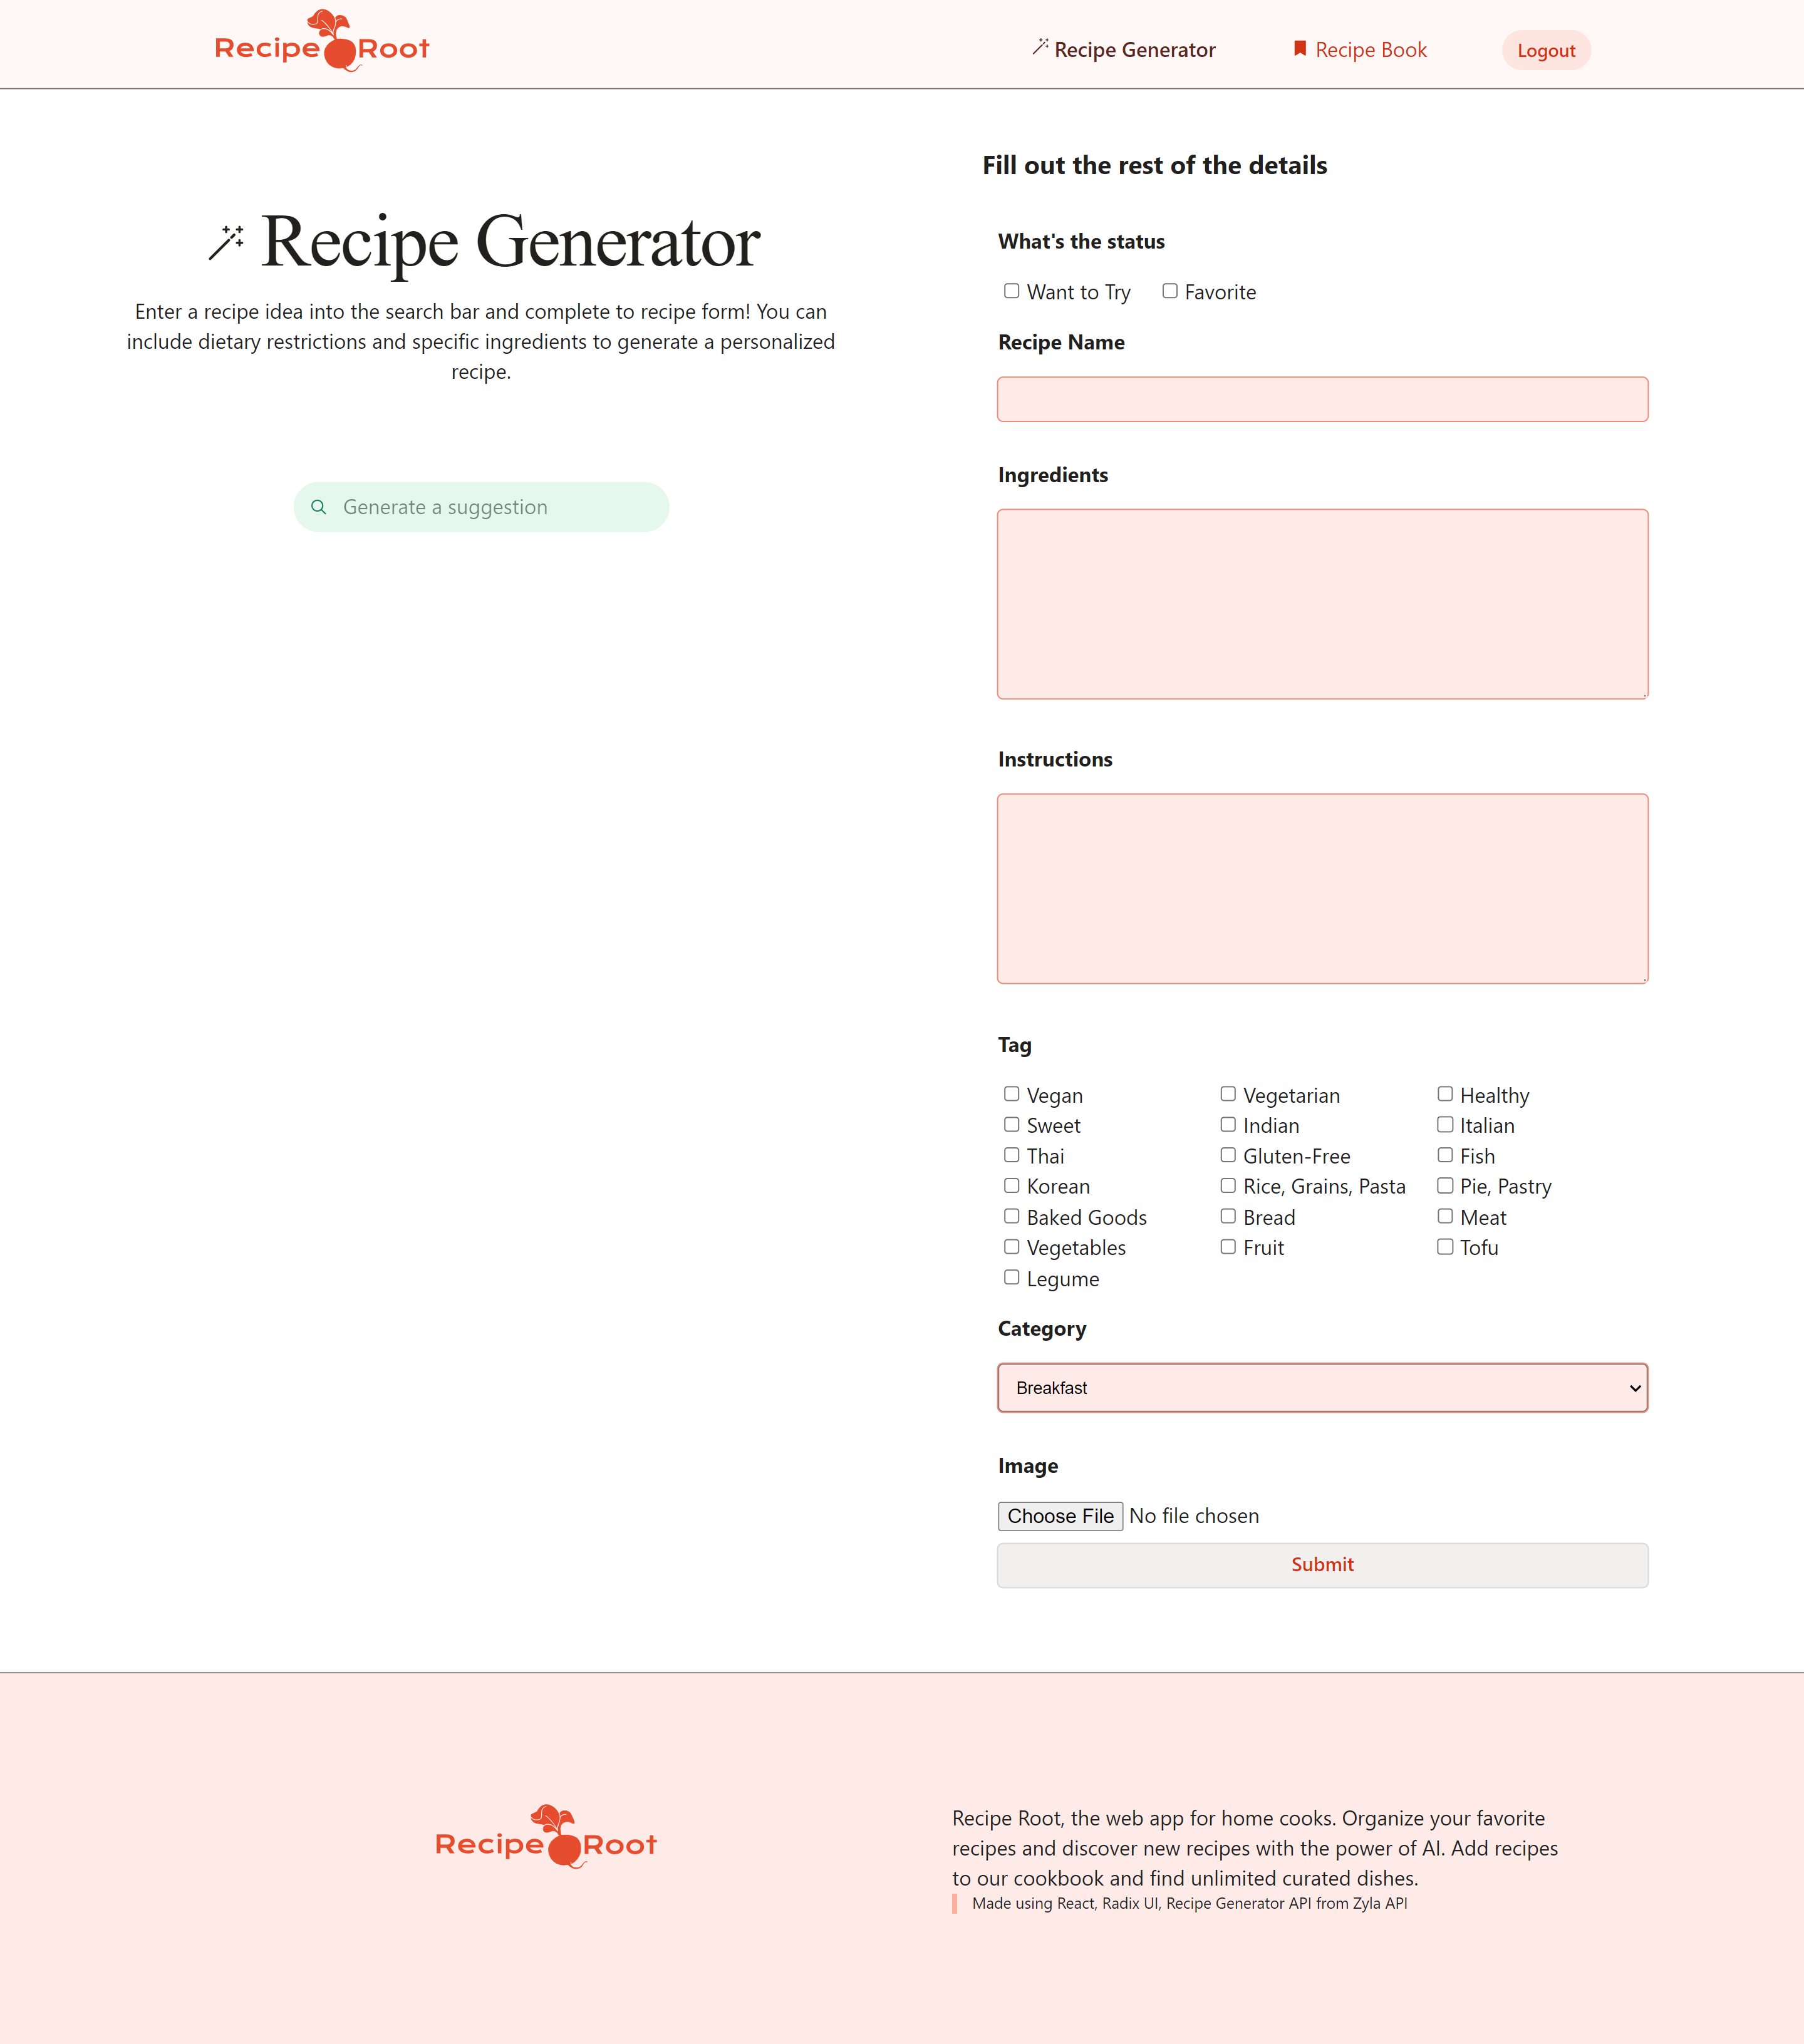 Recipe Root
Recipe Generator
Recipe Book
Logout
Recipe Generator
Enter a recipe idea into the search bar and complete to recipe form! You can
include dietary restrictions and specific ingredients to generate a personalized
recipe.
Generate a suggestion
Fill out the rest of the details
What's the status
Want to Try Favorite
Recipe Name
Ingredients
Instructions
Tag
Vegan Vegetarian Healthy
Sweet Indian Italian
Thai Gluten-Free Fish
Korean Rice, Grains, Pasta Pie, Pastry
Baked Goods Bread Meat
Vegetables Fruit Tofu
Legume
Category
Breakfast
Image
Choose File No file chosen
Submit
Recipe Root
Recipe Root, the web app for home cooks. Organize your favorite
recipes and discover new recipes with the power of AI. Add recipes
to our cookbook and find unlimited curated dishes.
Made using React, Radix UI, Recipe Generator API from Zyla API